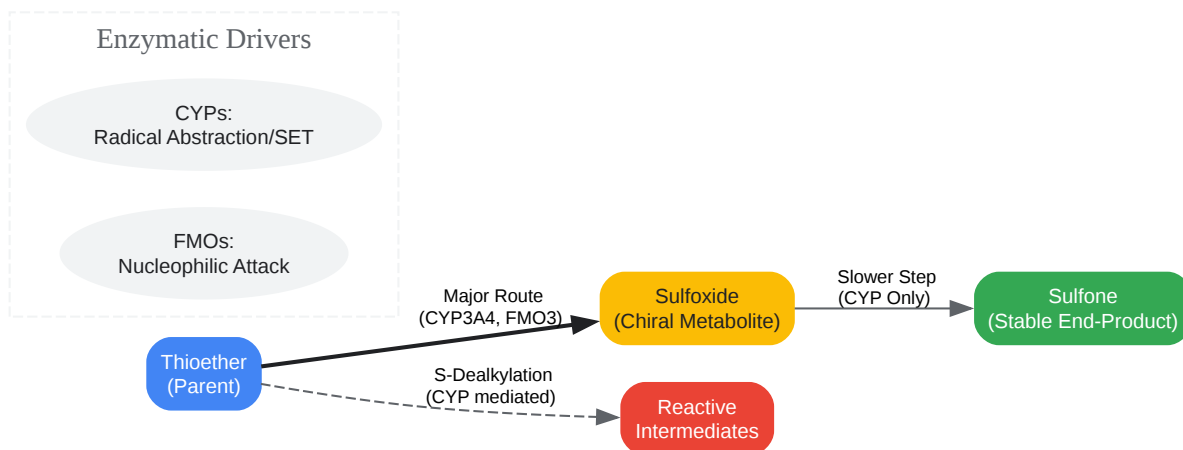 Enzymatic Drivers
CYPs:
Radical Abstraction/SET
FMOs:
Nucleophilic Attack
Major Route
(CYP3A4, FMO3)
Slower Step
(CYP Only)
Sulfoxide
(Chiral Metabolite)
Sulfone
(Stable End-Product)
Thioether
(Parent)
S-Dealkylation
(CYP mediated)
Reactive
Intermediates